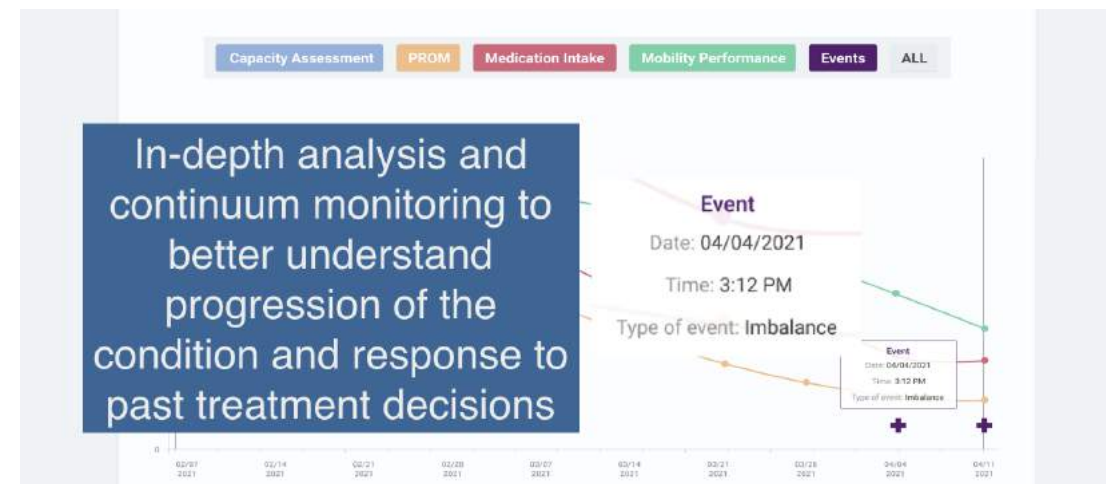 Capacity Assessment PROM Medication Intake Mobility Performance Events ALL
In-depth analysis and
continuum monitoring to
better understand
progression of the
condition and response to
past treatment decisions
Event
Date: 04/04/2021
Time: 3:12 PM
Type of event: Imbalance
Event
Date: 04/04/2021
Time: 3:12 PM
Type of event: Imbalance
0
02/07 02/14 02/21 02/28 03/07 03/14 03/21 03/28 04/04 04/11
2021 2021 2021 2021 2021 2021 2021 2021 2021 2021